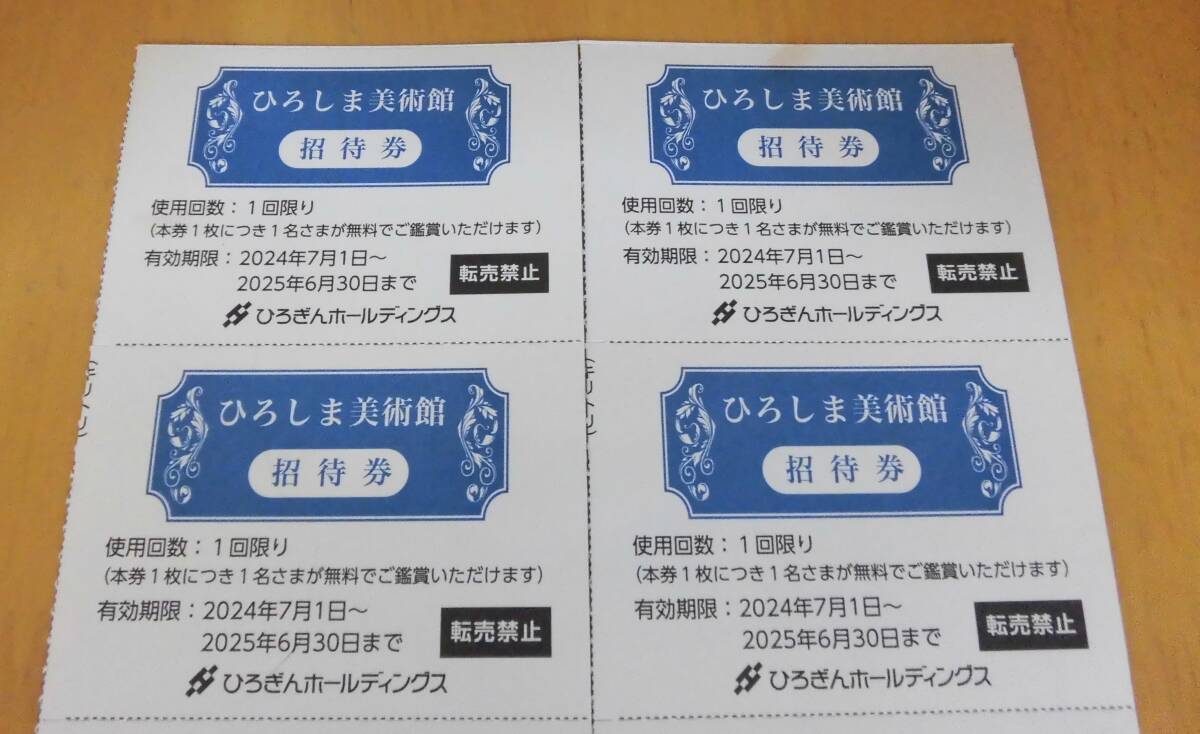 ひろしま美術館
招待券
使用回数：1回限り
（本券1枚につき1名さまが無料でご鑑賞いただけます）
有効期限：2024年7月1日～
2025年6月30日まで
転売禁止
ひろぎんホールディングス
ひろしま美術館
招待券
使用回数：1回限り
（本券1枚につき1名さまが無料でご鑑賞いただけます）
有効期限：2024年7月1日～
2025年6月30日まで
転売禁止
ひろぎんホールディングス
(キリトリ)
ひろしま美術館
招待券
使用回数：1回限り
（本券1枚につき1名さまが無料でご鑑賞いただけます）
有効期限：2024年7月1日～
2025年6月30日まで
転売禁止
ひろぎんホールディングス
(キリトリ)
ひろしま美術館
招待券
使用回数：1回限り
（本券1枚につき1名さまが無料でご鑑賞いただけます）
有効期限：2024年7月1日～
2025年6月30日まで
転売禁止
ひろぎんホールディングス